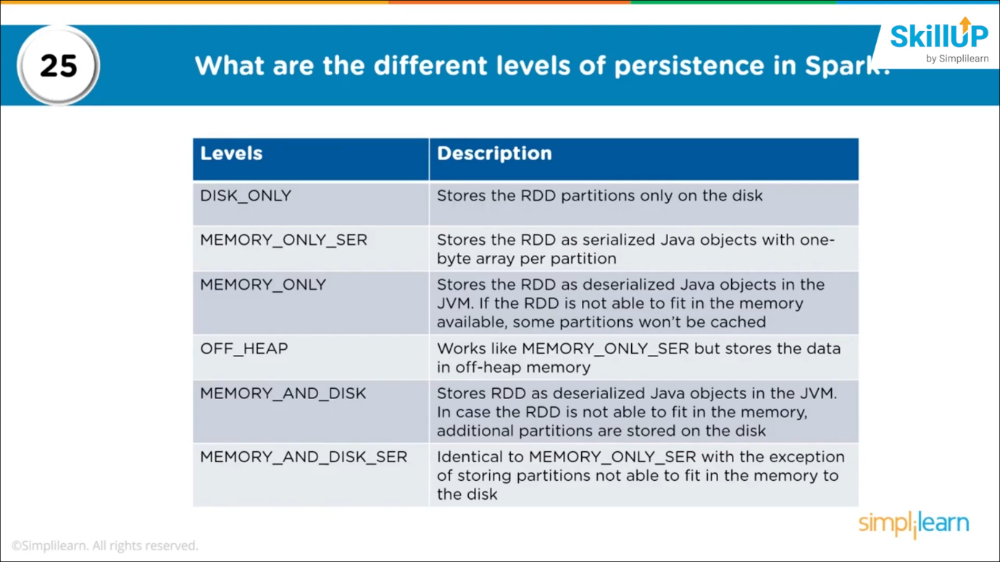 25
What are the different levels of persistence in Spark?
SkillUP
by Simplilearn
Levels
Description
DISK_ONLY
Stores the RDD partitions only on the disk
MEMORY_ONLY_SER
Stores the RDD as serialized Java objects with one-
byte array per partition
MEMORY_ONLY
Stores the RDD as deserialized Java objects in the
JVM. If the RDD is not able to fit in the memory
available, some partitions won't be cached
OFF_HEAP
Works like MEMORY_ONLY_SER but stores the data
in off-heap memory
MEMORY_AND_DISK
Stores RDD as deserialized Java objects in the JVM.
In case the RDD is not able to fit in the memory,
additional partitions are stored on the disk
MEMORY_AND_DISK_SER
Identical to MEMORY_ONLY_SER with the exception
of storing partitions not able to fit in the memory to
the disk
simplilearn
©Simplilearn. All rights reserved.